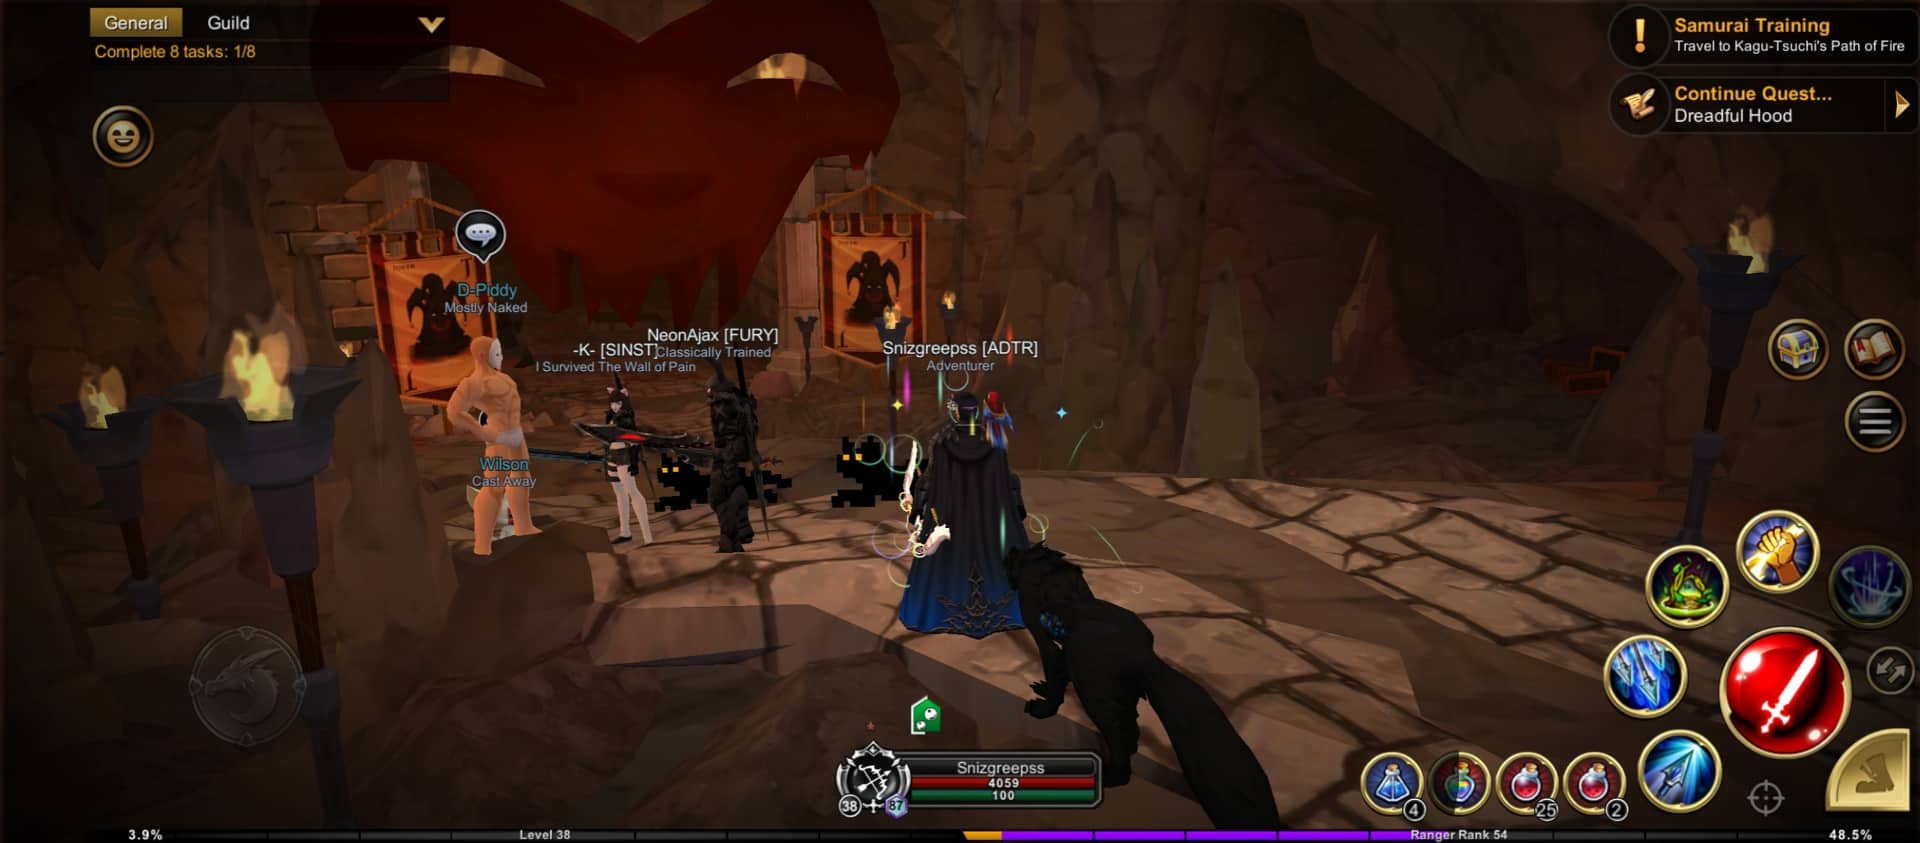 General
Guild
Complete 8 tasks: 1/8
Samurai Training
Travel to Kagu-Tsuchi's Path of Fire
Continue Quest...
Dreadful Hood
D-Piddy
Mostly Naked
NeonAjax [FURY]
Classically Trained
-K- [SINST]
I Survived The Wall of Pain
Snizgreepss [ADTR]
Adventurer
Wilson
Cast Away
Snizgreepss
4059
100
38
87
4
25
2
3.9%
Level 38
Ranger Rank 54
48.5%